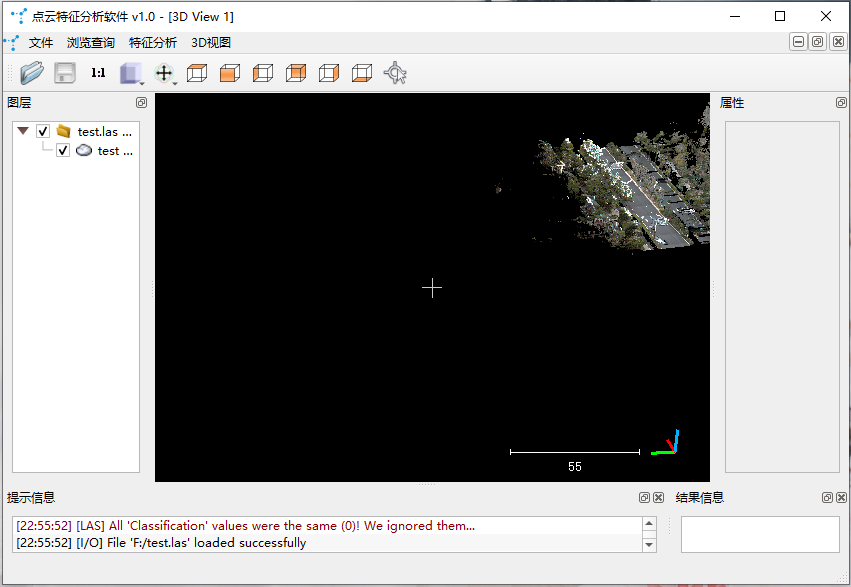 点云特征分析软件 v1.0 - [3D View 1]
文件 浏览查询 特征分析 3D视图
1:1
图层
属性
test.las ...
test ...
55
提示信息
结果信息
[22:55:52] [LAS] All 'Classification' values were the same (0)! We ignored them...
[22:55:52] [I/O] File 'F:/test.las' loaded successfully